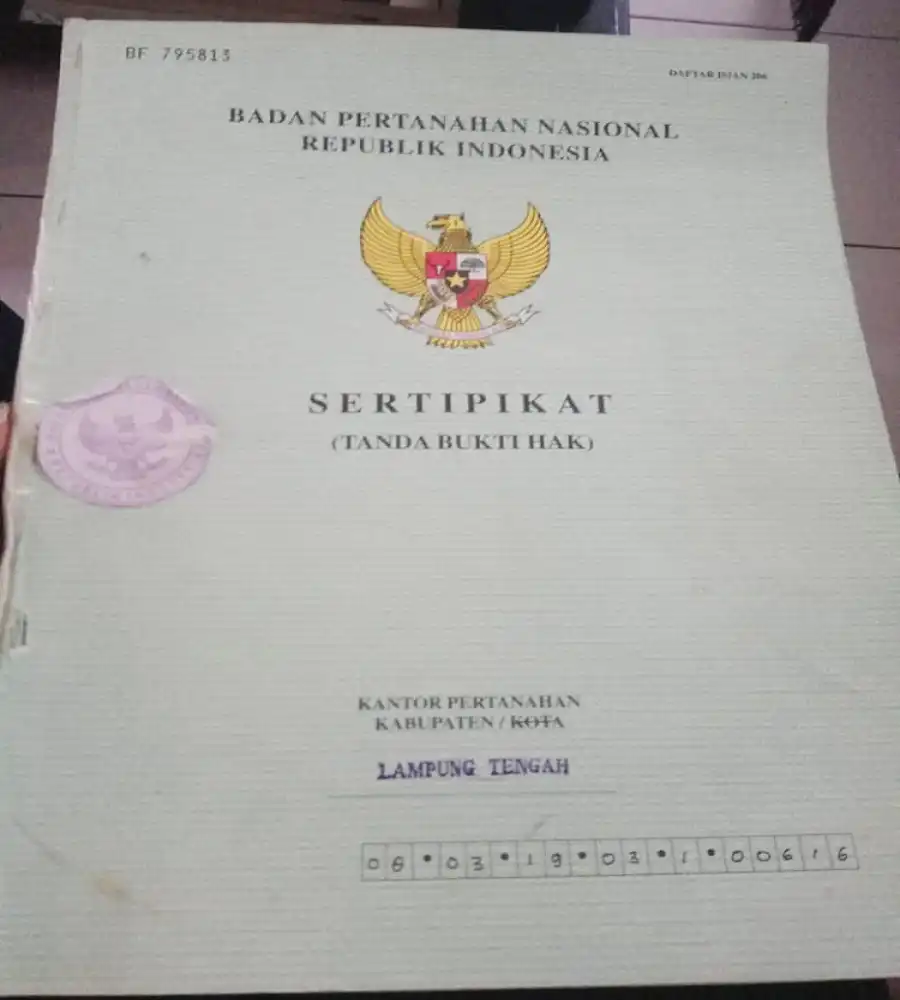 BF 795813
DAFTAR ISIAN 206
BADAN PERTANAHAN NASIONAL
REPUBLIK INDONESIA
SERTIPIKAT
(TANDA BUKTI HAK)
KANTOR PERTANAHAN
KABUPATEN / KOTA
LAMPUNG TENGAH
08•03•19•03•1•00616